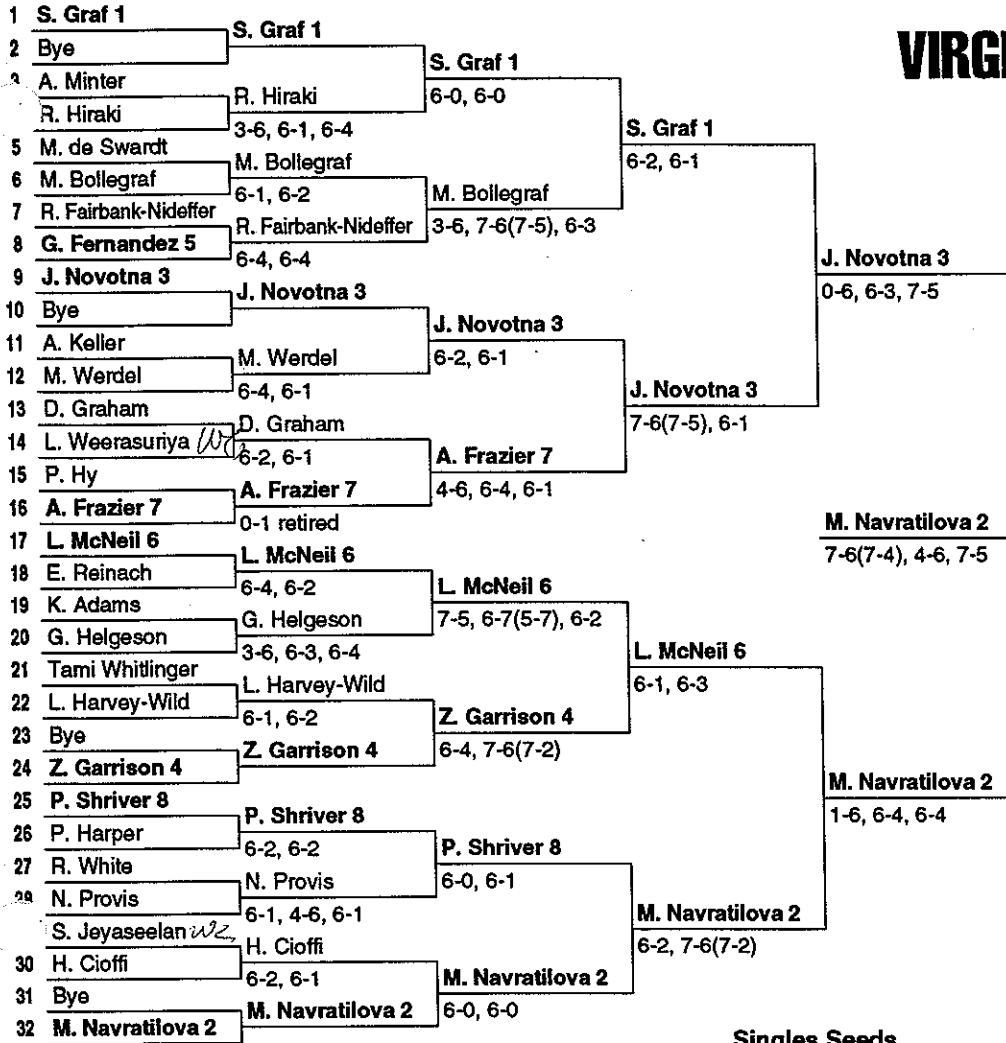 VIRGI
1 S. Graf 1
2 Bye
A. Minter
R. Hiraki
5 M. de Swardt
6 M. Bollegraf
7 R. Fairbank-Nideffer
8 G. Fernandez 5
9 J. Novotna 3
10 Bye
11 A. Keller
12 M. Werdel
13 D. Graham
14 L. Weerasuriya
15 P. Hy
16 A. Frazier 7
17 L. McNeil 6
18 E. Reinach
19 K. Adams
20 G. Helgeson
21 Tami Whitlinger
22 L. Harvey-Wild
23 Bye
24 Z. Garrison 4
25 P. Shriver 8
26 P. Harper
27 R. White
N. Provis
S. Jeyaseelan
30 H. Cioffi
31 Bye
32 M. Navratilova 2
S. Graf 1
R. Hiraki
3-6, 6-1, 6-4
M. Bollegraf
6-1, 6-2
R. Fairbank-Nideffer
6-4, 6-4
J. Novotna 3
M. Werdel
6-4, 6-1
D. Graham
6-2, 6-1
A. Frazier 7
0-1 retired
L. McNeil 6
6-4, 6-2
G. Helgeson
3-6, 6-3, 6-4
L. Harvey-Wild
6-1, 6-2
Z. Garrison 4
P. Shriver 8
6-2, 6-2
N. Provis
6-1, 4-6, 6-1
H. Cioffi
6-2, 6-1
M. Navratilova 2
S. Graf 1
6-0, 6-0
M. Bollegraf
3-6, 7-6(7-5), 6-3
J. Novotna 3
6-2, 6-1
A. Frazier 7
4-6, 6-4, 6-1
L. McNeil 6
7-5, 6-7(5-7), 6-2
Z. Garrison 4
6-4, 7-6(7-2)
P. Shriver 8
6-0, 6-1
M. Navratilova 2
6-0, 6-0
S. Graf 1
6-2, 6-1
J. Novotna 3
7-6(7-5), 6-1
L. McNeil 6
6-1, 6-3
M. Navratilova 2
6-2, 7-6(7-2)
J. Novotna 3
0-6, 6-3, 7-5
M. Navratilova 2
1-6, 6-4, 6-4
M. Navratilova 2
7-6(7-4), 4-6, 7-5
Singles Seeds